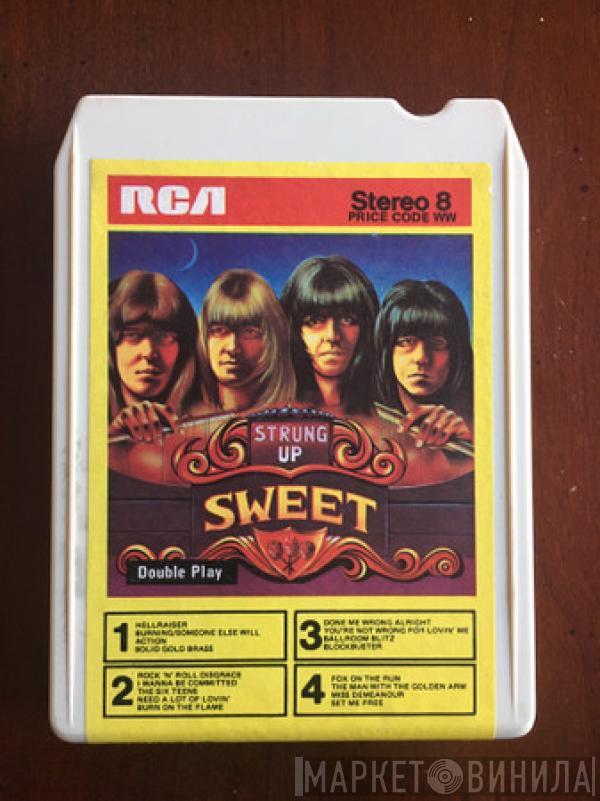 RCA
Stereo 8
PRICE CODE WW
STRUNG
UP
SWEET
Double Play
1
HELLRAISER
BURNING/SOMEONE ELSE WILL
ACTION
SOLID GOLD BRASS
2
ROCK 'N' ROLL DISGRACE
I WANNA BE COMMITTED
THE SIX TEENS
NEED A LOT OF LOVIN'
BURN ON THE FLAME
3
DONE ME WRONG ALRIGHT
YOU'RE NOT WRONG FOR LOVIN' ME
BALLROOM BLITZ
BLOCKBUSTER
4
FOX ON THE RUN
THE MAN WITH THE GOLDEN ARM
MISS DEMEANOUR
SET ME FREE
МАРКЕТ ВИНИЛА